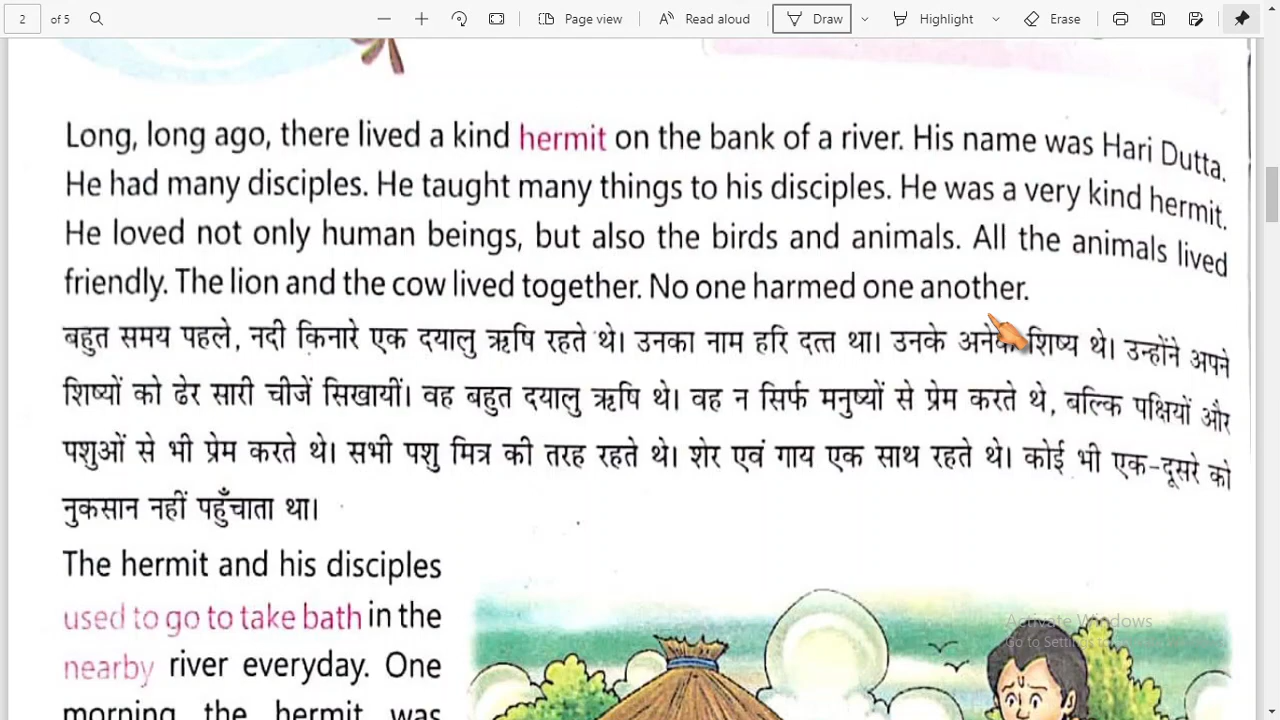 2 of 5 Page view Read aloud Draw Highlight Erase
Long, long ago, there lived a kind hermit on the bank of a river. His name was Hari Dutta.
He had many disciples. He taught many things to his disciples. He was a very kind hermit.
He loved not only human beings, but also the birds and animals. All the animals lived
friendly. The lion and the cow lived together. No one harmed one another.
बहुत समय पहले, नदी किनारे एक दयालु ऋषि रहते थे। उनका नाम हरि दत्त था। उनके अनेक शिष्य थे। उन्होंने अपने
शिष्यों को ढेर सारी चीजें सिखायीं। वह बहुत दयालु ऋषि थे। वह न सिर्फ मनुष्यों से प्रेम करते थे, बल्कि पक्षियों और
पशुओं से भी प्रेम करते थे। सभी पशु मित्र की तरह रहते थे। शेर एवं गाय एक साथ रहते थे। कोई भी एक-दूसरे को
नुकसान नहीं पहुँचाता था।
The hermit and his disciples
used to go to take bath in the
nearby river everyday. One
morning the hermit was
Activate Windows